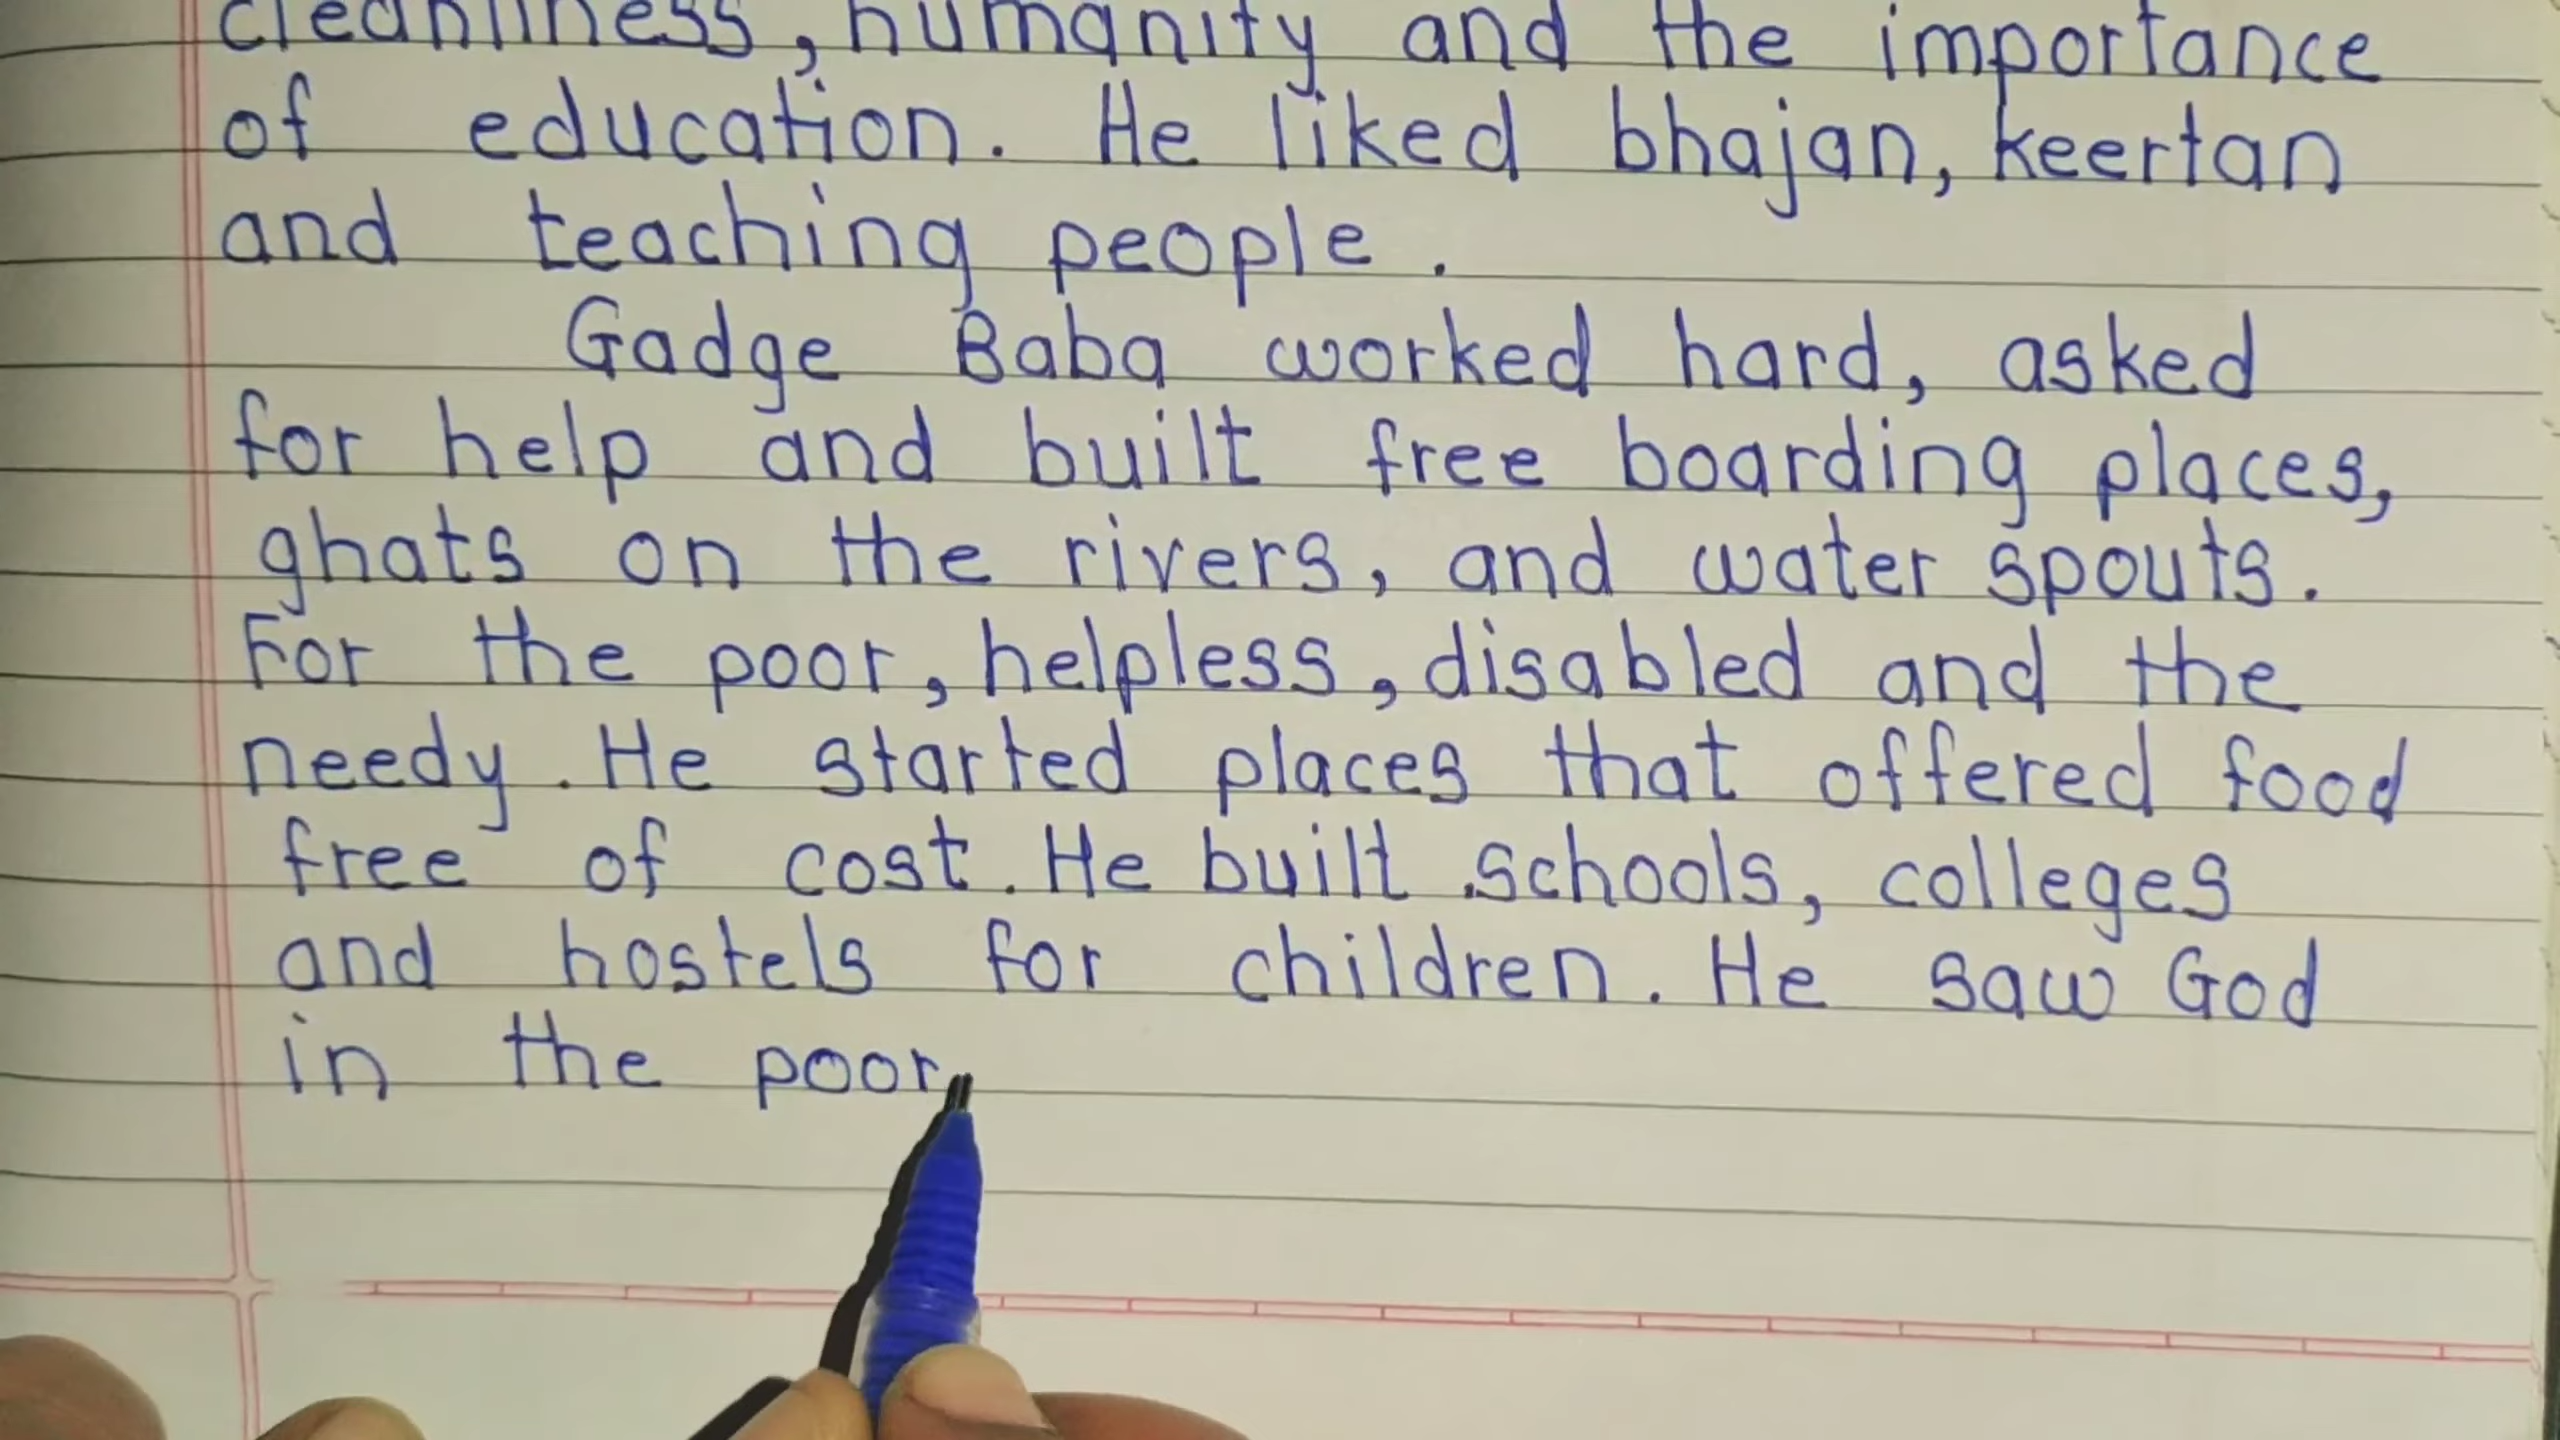 cleanliness, humanity and the importance
of education. He liked bhajan, keertan
and teaching people.
Gadge Baba worked hard, asked
for help and built free boarding places,
ghats on the rivers, and water spouts.
For the poor, helpless, disabled and the
needy. He started places that offered food
free of cost. He built schools, colleges
and hostels for children. He saw God
in the poor